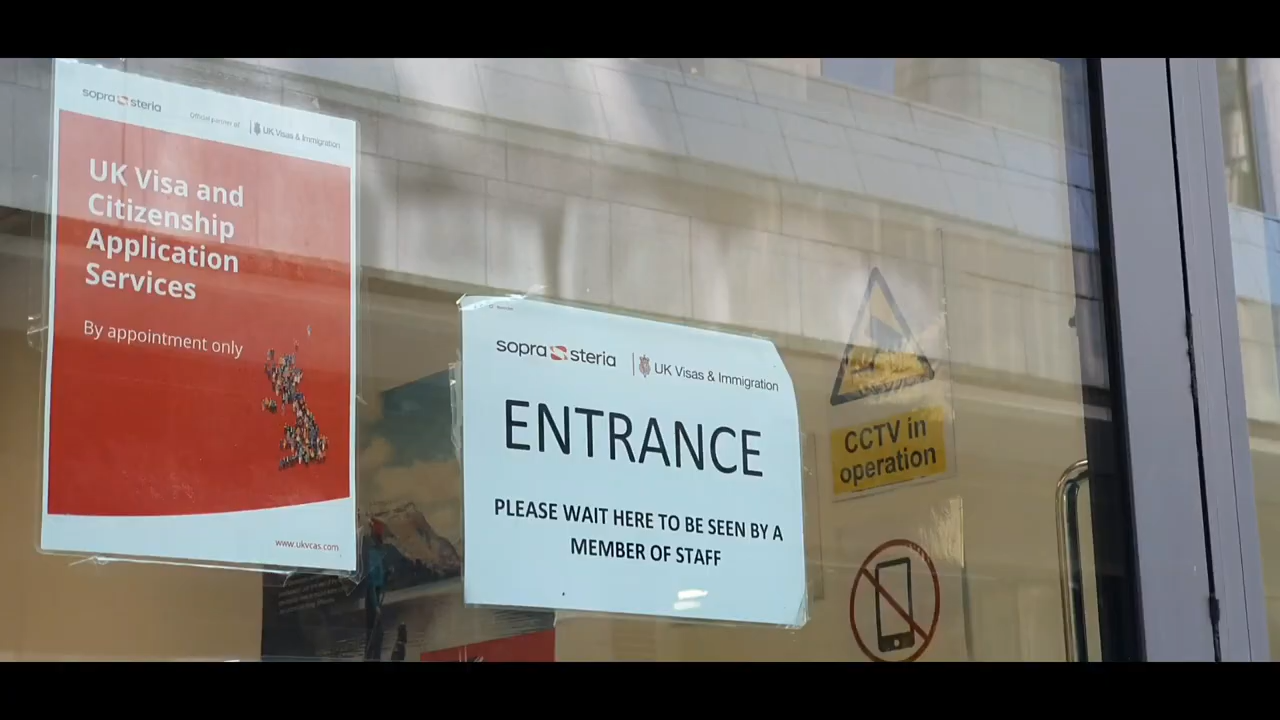 sopra steria
Official partner of
UK Visas & Immigration
UK Visa and
Citizenship
Application
Services
By appointment only
www.ukvcas.com
sopra steria
UK Visas & Immigration
ENTRANCE
PLEASE WAIT HERE TO BE SEEN BY A
MEMBER OF STAFF
CCTV in
operation